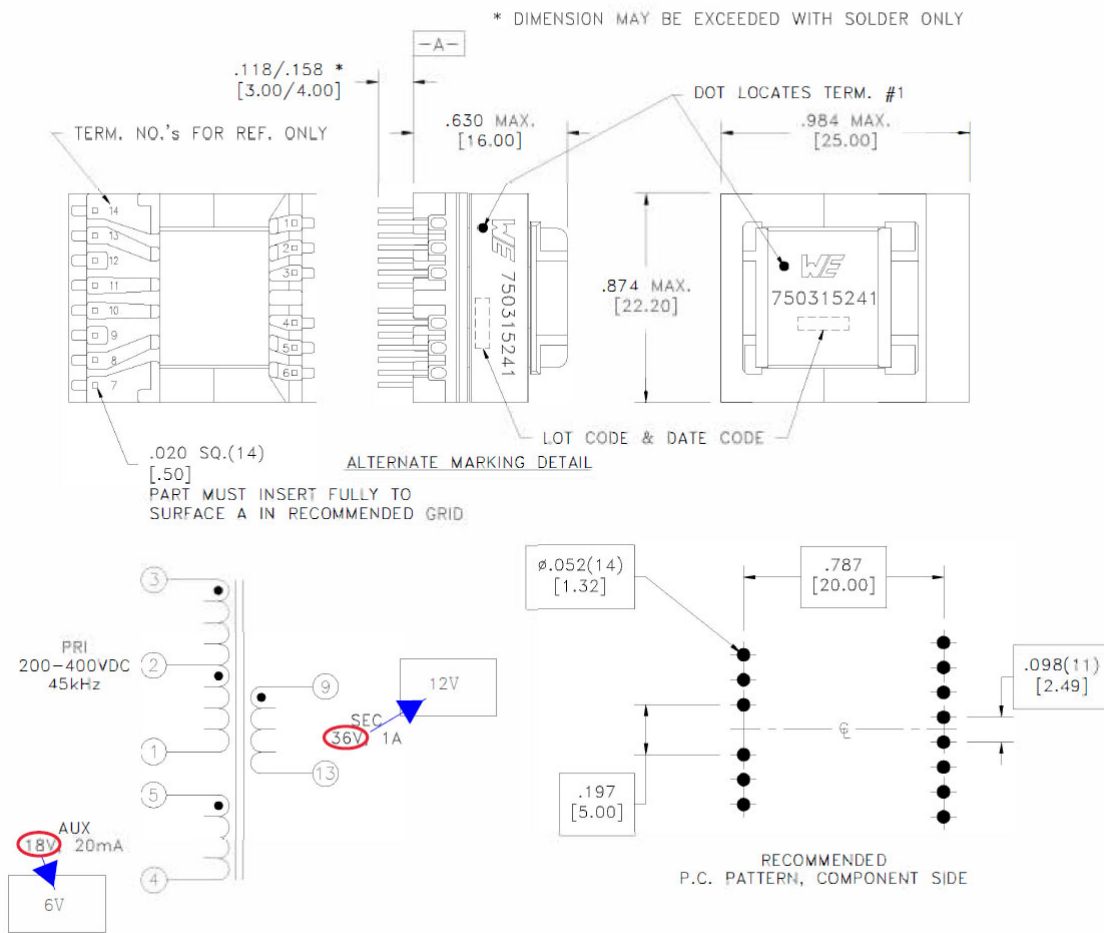 * DIMENSION MAY BE EXCEEDED WITH SOLDER ONLY
-A-
.118/.158 *
[3.00/4.00]
DOT LOCATES TERM. #1
.630 MAX.
[16.00]
.984 MAX.
[25.00]
TERM. NO.'s FOR REF. ONLY
14
13
12
11
10
9
8
7
1
2
3
4
5
6
WE 750315241
.874 MAX.
[22.20]
WE
750315241
LOT CODE & DATE CODE
.020 SQ.(14)
[.50]
ALTERNATE MARKING DETAIL
PART MUST INSERT FULLY TO
SURFACE A IN RECOMMENDED GRID
3
PRI
200-400VDC
45kHz
2
1
5
AUX
18V, 20mA
4
6V
9
SEC
36V, 1A
13
12V
ø.052(14)
[1.32]
.787
[20.00]
.098(11)
[2.49]
℄
.197
[5.00]
RECOMMENDED
P.C. PATTERN, COMPONENT SIDE